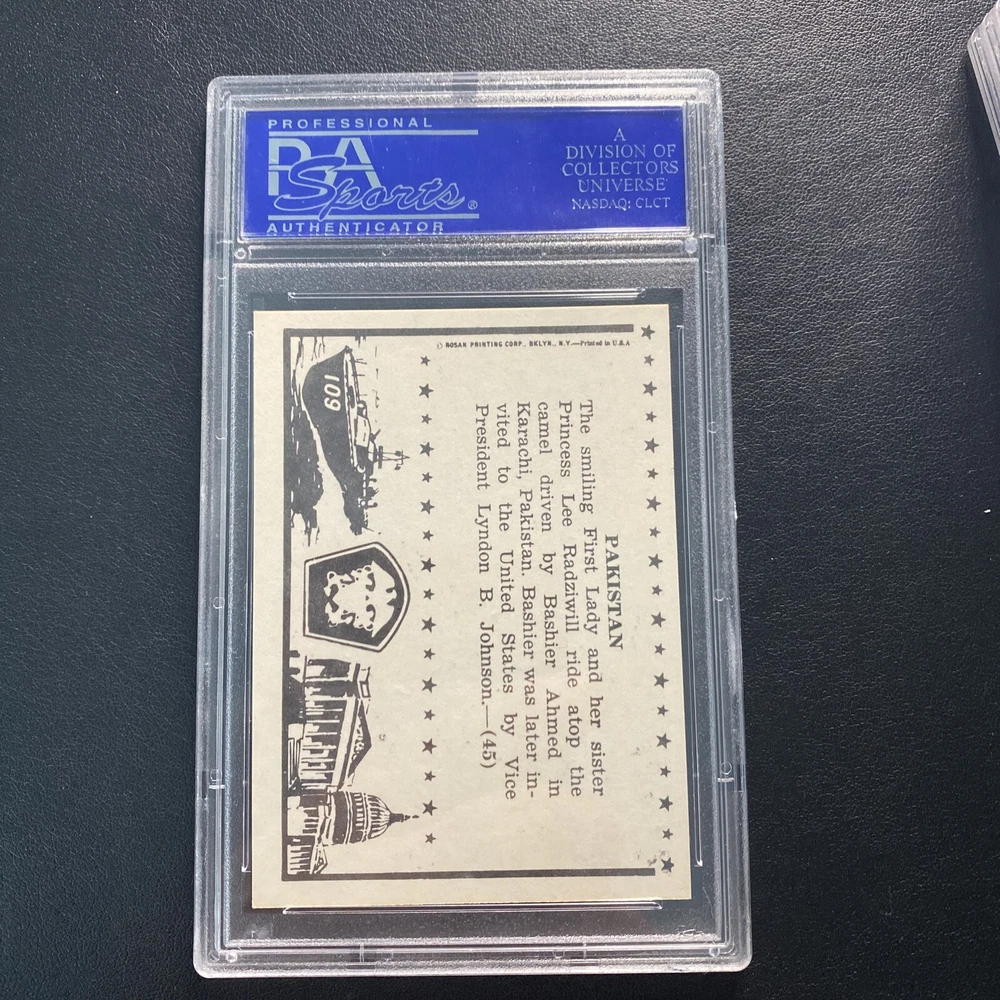 PROFESSIONAL
PSA
Sports®
AUTHENTICATOR
A
DIVISION OF
COLLECTORS
UNIVERSE
NASDAQ: CLCT
© ROSAN PRINTING CORP., BKLYN., N.Y.—Printed in U.S.A
PAKISTAN
The smiling First Lady and her sister
Princess Lee Radziwill ride atop the
camel driven by Bashier Ahmed in
Karachi, Pakistan. Bashier was later in-
vited to the United States by Vice
President Lyndon B. Johnson.—(45)
109